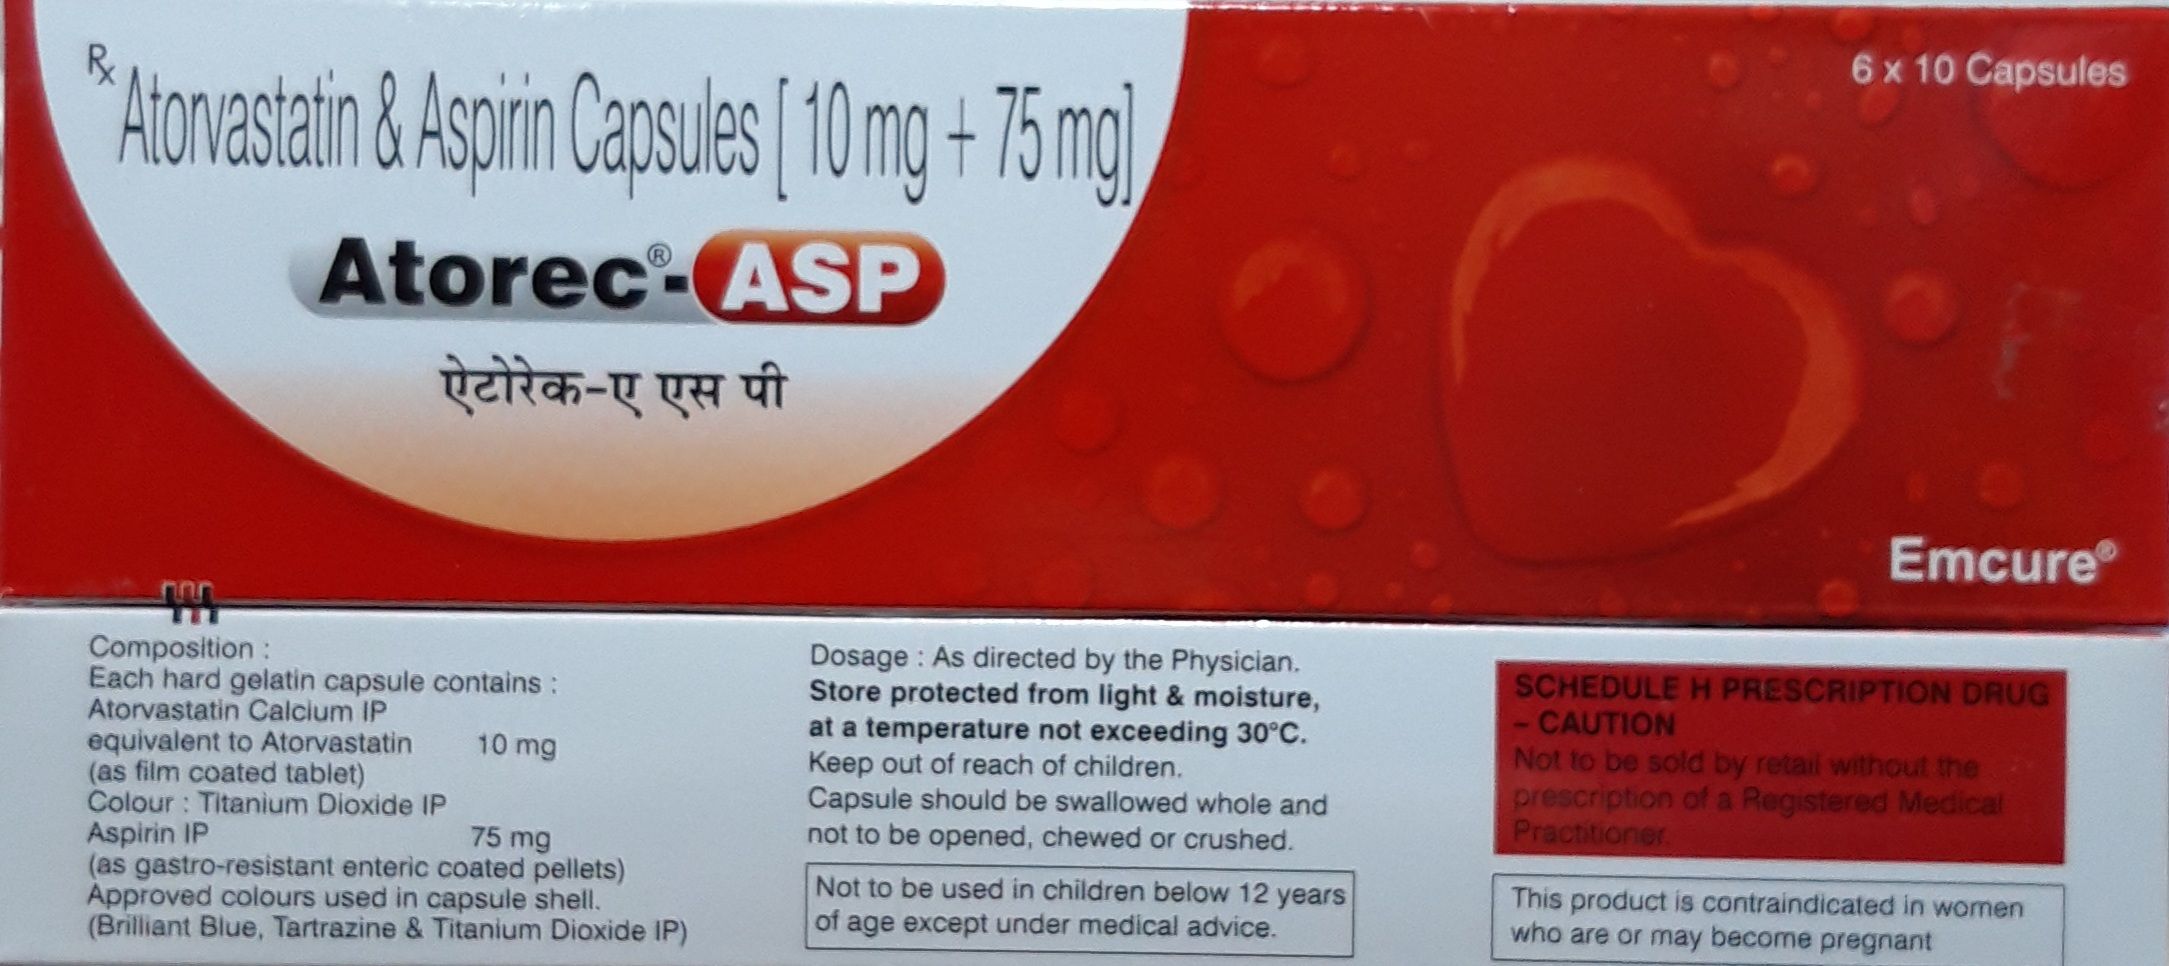 Rx Atorvastatin & Aspirin Capsules [ 10 mg + 75 mg]
6 x 10 Capsules
Atorec®-ASP
ऐटोरेक-ए एस पी
Emcure®
Composition :
Each hard gelatin capsule contains :
Atorvastatin Calcium IP
equivalent to Atorvastatin 10 mg
(as film coated tablet)
Colour : Titanium Dioxide IP
Aspirin IP 75 mg
(as gastro-resistant enteric coated pellets)
Approved colours used in capsule shell.
(Brilliant Blue, Tartrazine & Titanium Dioxide IP)
Dosage : As directed by the Physician.
Store protected from light & moisture,
at a temperature not exceeding 30°C.
Keep out of reach of children.
Capsule should be swallowed whole and
not to be opened, chewed or crushed.
Not to be used in children below 12 years
of age except under medical advice.
SCHEDULE H PRESCRIPTION DRUG
– CAUTION
Not to be sold by retail without the
prescription of a Registered Medical
Practitioner.
This product is contraindicated in women
who are or may become pregnant